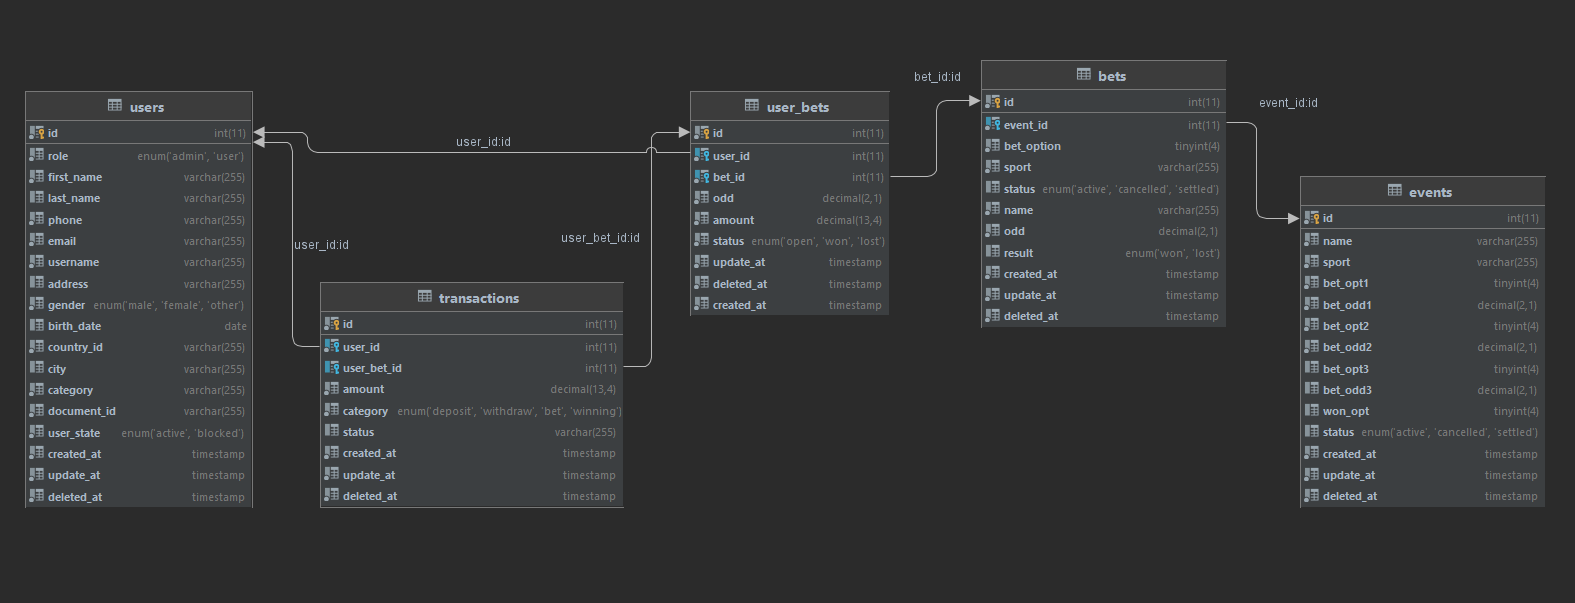 users
id int(11)
role enum('admin', 'user')
first_name varchar(255)
last_name varchar(255)
phone varchar(255)
email varchar(255)
username varchar(255)
address varchar(255)
gender enum('male', 'female', 'other')
birth_date date
country_id varchar(255)
city varchar(255)
category varchar(255)
document_id varchar(255)
user_state enum('active', 'blocked')
created_at timestamp
update_at timestamp
deleted_at timestamp
user_id:id
user_id:id
transactions
id int(11)
user_id int(11)
user_bet_id int(11)
amount decimal(13,4)
category enum('deposit', 'withdraw', 'bet', 'winning')
status varchar(255)
created_at timestamp
update_at timestamp
deleted_at timestamp
user_bet_id:id
user_bets
id int(11)
user_id int(11)
bet_id int(11)
odd decimal(2,1)
amount decimal(13,4)
status enum('open', 'won', 'lost')
update_at timestamp
deleted_at timestamp
created_at timestamp
bet_id:id
bets
id int(11)
event_id int(11)
bet_option tinyint(4)
sport varchar(255)
status enum('active', 'cancelled', 'settled')
name varchar(255)
odd decimal(2,1)
result enum('won', 'lost')
created_at timestamp
update_at timestamp
deleted_at timestamp
event_id:id
events
id int(11)
name varchar(255)
sport varchar(255)
bet_opt1 tinyint(4)
bet_odd1 decimal(2,1)
bet_opt2 tinyint(4)
bet_odd2 decimal(2,1)
bet_opt3 tinyint(4)
bet_odd3 decimal(2,1)
won_opt tinyint(4)
status enum('active', 'cancelled', 'settled')
created_at timestamp
update_at timestamp
deleted_at timestamp